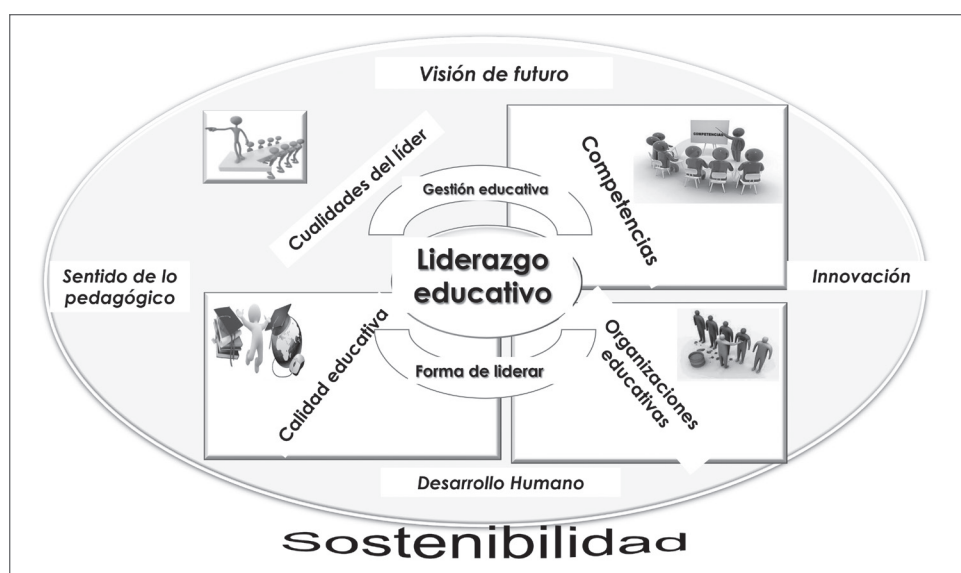 Visión de futuro
Cualidades del líder
COMPETENCIAS
Competencias
Gestión educativa
Liderazgo
educativo
Sentido de lo
pedagógico
Innovación
Calidad educativa
Forma de liderar
Organizaciones
educativas
Desarrollo Humano
Sostenibilidad